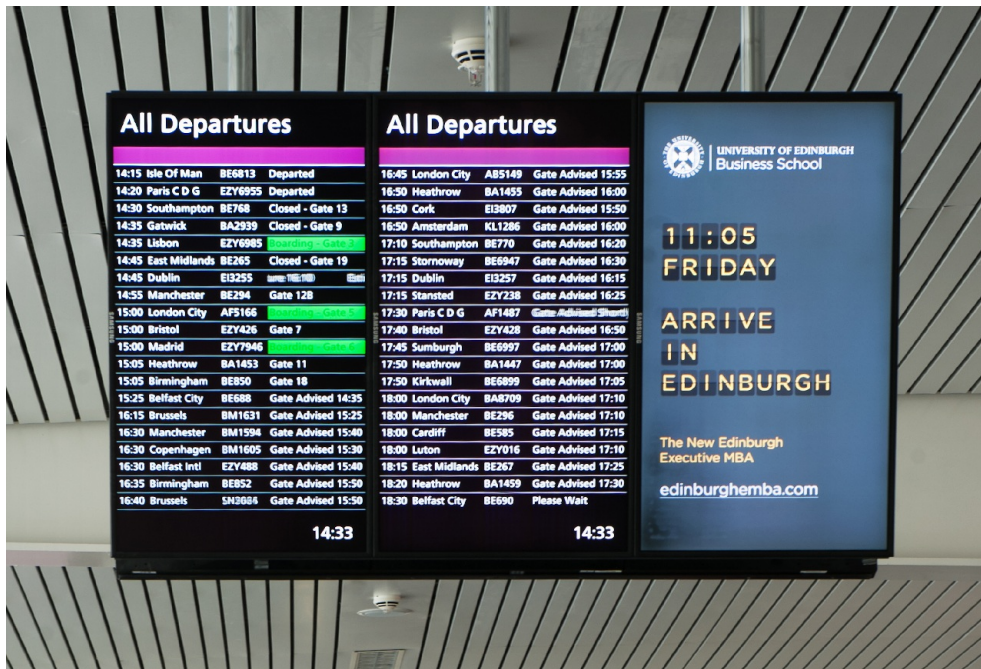 All Departures
14:15 Isle Of Man BE6813 Departed
14:20 Paris C D G EZY6955 Departed
14:30 Southampton BE768 Closed - Gate 13
14:35 Gatwick BA2939 Closed - Gate 9
14:35 Lisbon EZY6985 Boarding - Gate 3
14:45 East Midlands BE265 Closed - Gate 19
14:45 Dublin EI3255
14:55 Manchester BE294 Gate 12B
15:00 London City AF5166 Boarding - Gate 5
15:00 Bristol EZY426 Gate 7
15:00 Madrid EZY7946 Boarding - Gate 6
15:05 Heathrow BA1453 Gate 11
15:05 Birmingham BE850 Gate 18
15:25 Belfast City BE688 Gate Advised 14:35
16:15 Brussels BM1631 Gate Advised 15:25
16:30 Manchester BM1594 Gate Advised 15:40
16:30 Copenhagen BM1605 Gate Advised 15:30
16:30 Belfast Intl EZY488 Gate Advised 15:40
16:35 Birmingham BE852 Gate Advised 15:50
16:40 Brussels Gate Advised 15:50
14:33
All Departures
16:45 London City AB5149 Gate Advised 15:55
16:50 Heathrow BA1455 Gate Advised 16:00
16:50 Cork EI3807 Gate Advised 15:50
16:50 Amsterdam KL1286 Gate Advised 16:00
17:10 Southampton BE770 Gate Advised 16:20
17:15 Stornoway BE6947 Gate Advised 16:30
17:15 Dublin EI3257 Gate Advised 16:15
17:15 Stansted EZY238 Gate Advised 16:25
17:30 Paris C D G AF1487 Gate Advised Shortl
17:40 Bristol EZY428 Gate Advised 16:50
17:45 Sumburgh BE6997 Gate Advised 17:00
17:50 Heathrow BA1447 Gate Advised 17:00
17:50 Kirkwall BE6899 Gate Advised 17:05
18:00 London City BA8709 Gate Advised 17:10
18:00 Manchester BE296 Gate Advised 17:10
18:00 Cardiff BE585 Gate Advised 17:15
18:00 Luton EZY016 Gate Advised 17:10
18:15 East Midlands BE267 Gate Advised 17:25
18:20 Heathrow BA1459 Gate Advised 17:30
18:30 Belfast City BE690 Please Wait
14:33
UNIVERSITY OF EDINBURGH
Business School
11:05
FRIDAY
ARRIVE
IN
EDINBURGH
The New Edinburgh
Executive MBA
edinburghemba.com
SAMSUNG
SAMSUNG
SAMSUNG